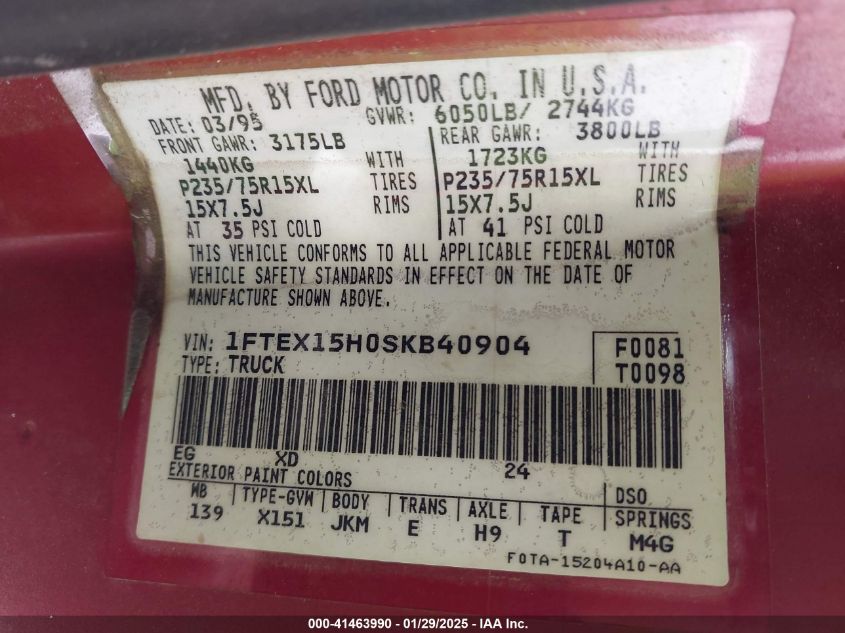 MFD. BY FORD MOTOR CO. IN U.S.A.
DATE: 03/95 GVWR: 6050LB/ 2744KG
FRONT GAWR: 3175LB REAR GAWR: 3800LB
1440KG WITH 1723KG WITH
P235/75R15XL TIRES P235/75R15XL TIRES
15X7.5J RIMS 15X7.5J RIMS
AT 35 PSI COLD AT 41 PSI COLD
THIS VEHICLE CONFORMS TO ALL APPLICABLE FEDERAL MOTOR
VEHICLE SAFETY STANDARDS IN EFFECT ON THE DATE OF
MANUFACTURE SHOWN ABOVE.
VIN: 1FTEX15H0SKB40904 F0081
TYPE: TRUCK T0098
EG XD 24
EXTERIOR PAINT COLORS DSO
WB TYPE-GVW BODY TRANS AXLE TAPE SPRINGS
139 X151 JKM E H9 T M4G
F0TA-15204A10-AA
000-41463990 - 01/29/2025 - IAA Inc.